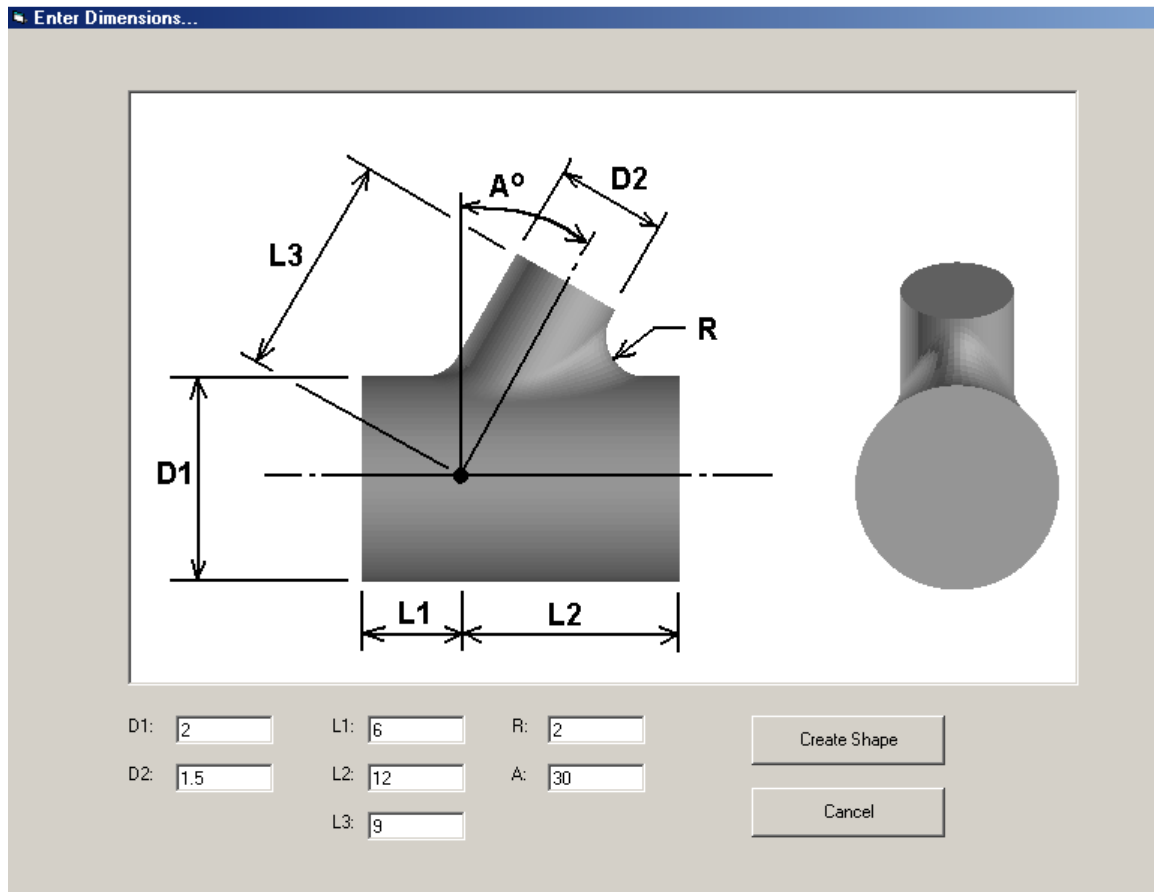 Enter Dimensions...
Aº
D2
L3
R
D1
L1
L2
D1: 2 L1: 6 R: 2 Create Shape
D2: 1.5 L2: 12 A: 30
L3: 9 Cancel